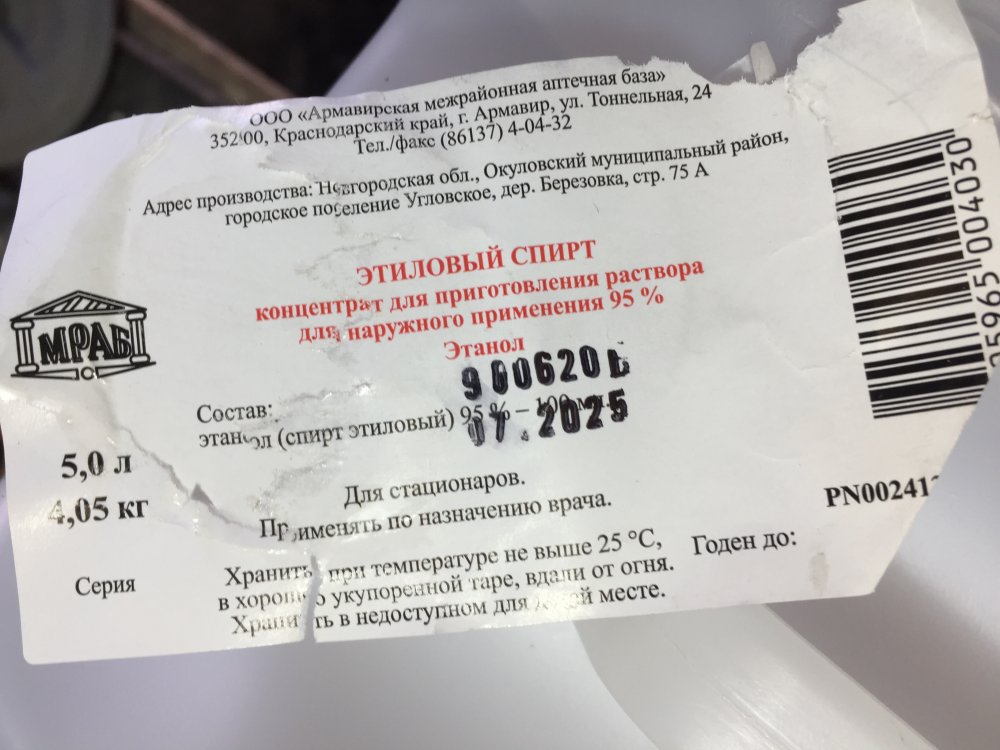 ООО «Армавирская межрайонная аптечная база»
Краснодарский край, г. Армавир, ул. Тоннельная, 24
Тел./факс (86137) 4-04-32
Адрес производства: Новгородская обл., Окуловский муниципальный район,
городское поселение Угловское, дер. Березовка, стр. 75 А
ЭТИЛОВЫЙ СПИРТ
концентрат для приготовления раствора
для наружного применения 95 %
Этанол
МРАБ
Состав:
этанол (спирт этиловый) 95 % –
07.2025
5,0 л
4,05 кг
Для стационаров.
Применять по назначению врача.
Серия
Хранить при температуре не выше 25 °С,
в хорошо укупоренной таре, вдали от огня.
Хранить в недоступном для детей месте.
Годен до:
25965 004030